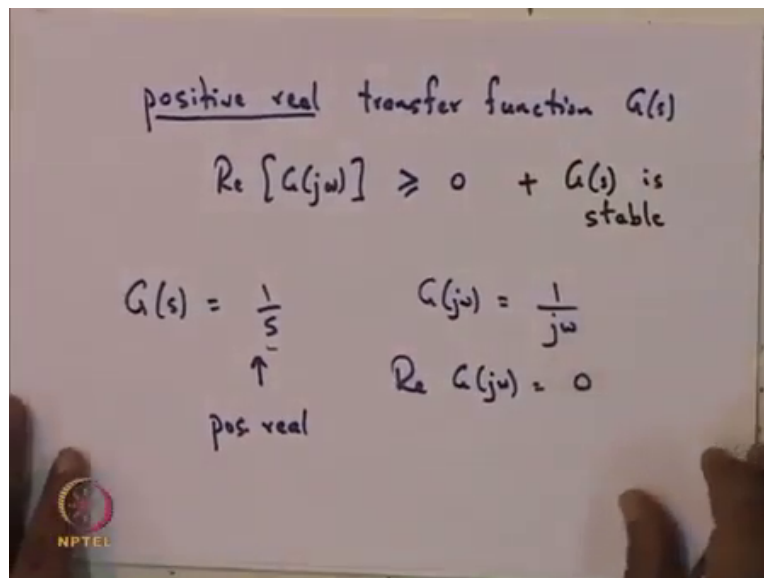 positive real transfer function G(s)
Re [G(jω)] ≥ 0 + G(s) is
stable
G(s) = 1/s G(jω) = 1/jω
↑ Re G(jω) = 0
pos. real
NPTEL